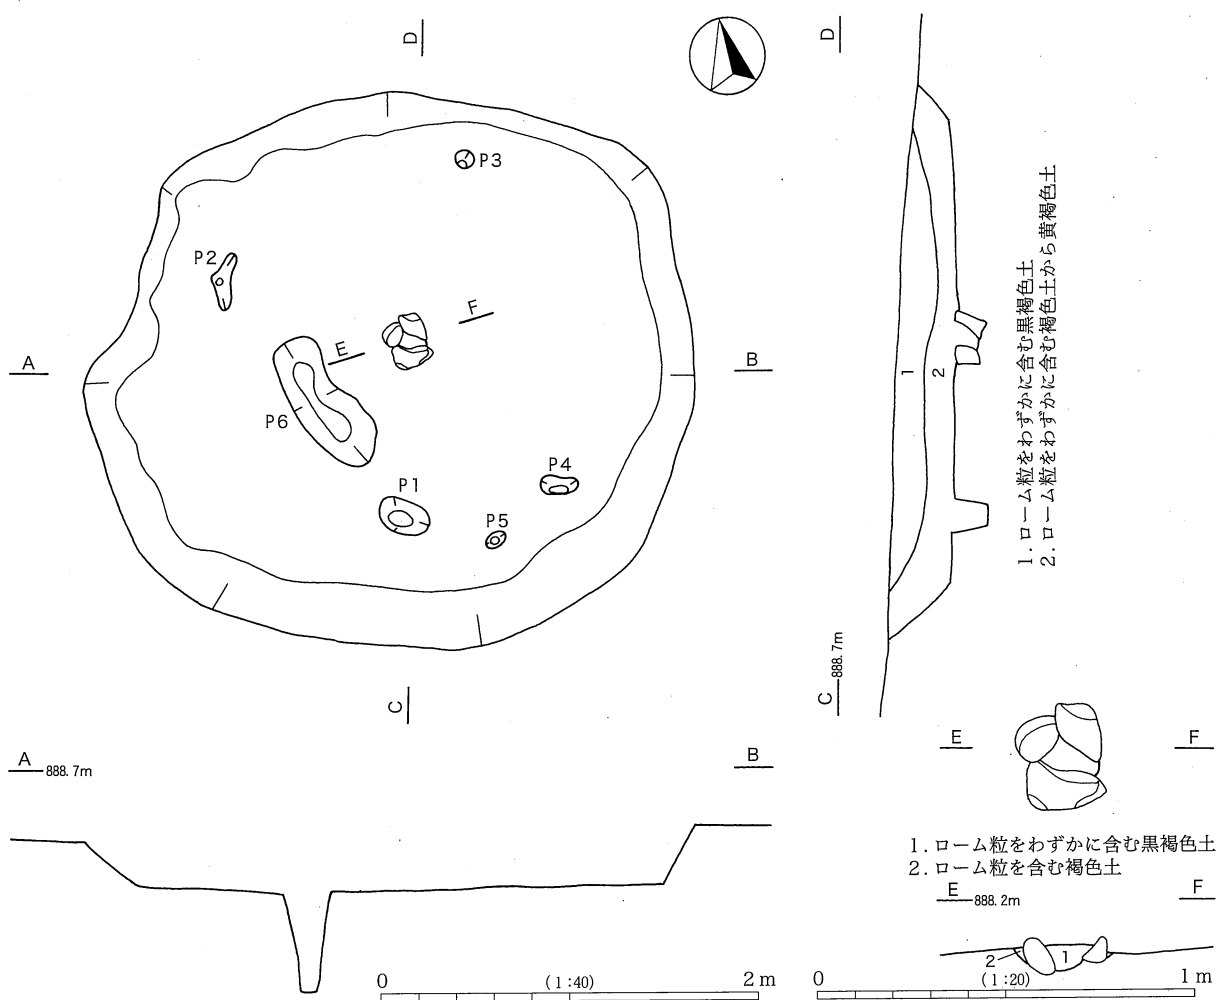 D
P3
P2
F
E
A
B
P6
P4
P1
P5
C
D
1
2
1. ローム粒をわずかに含む黒褐色土
2. ローム粒をわずかに含む褐色土から黄褐色土
C 888.7m
A 888.7m
B
E
F
1. ローム粒をわずかに含む黒褐色土
2. ローム粒を含む褐色土
E 888.2m
F
2
1
0 (1:40) 2m
0 (1:20) 1m